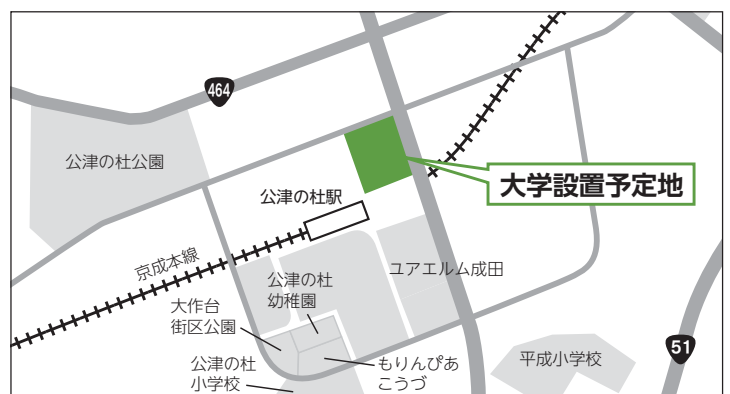 464
公津の杜公園
大学設置予定地
公津の杜駅
京成本線
ユアエルム成田
公津の杜
幼稚園
大作台
街区公園
公津の杜
小学校
もりんぴあ
こうづ
平成小学校
51